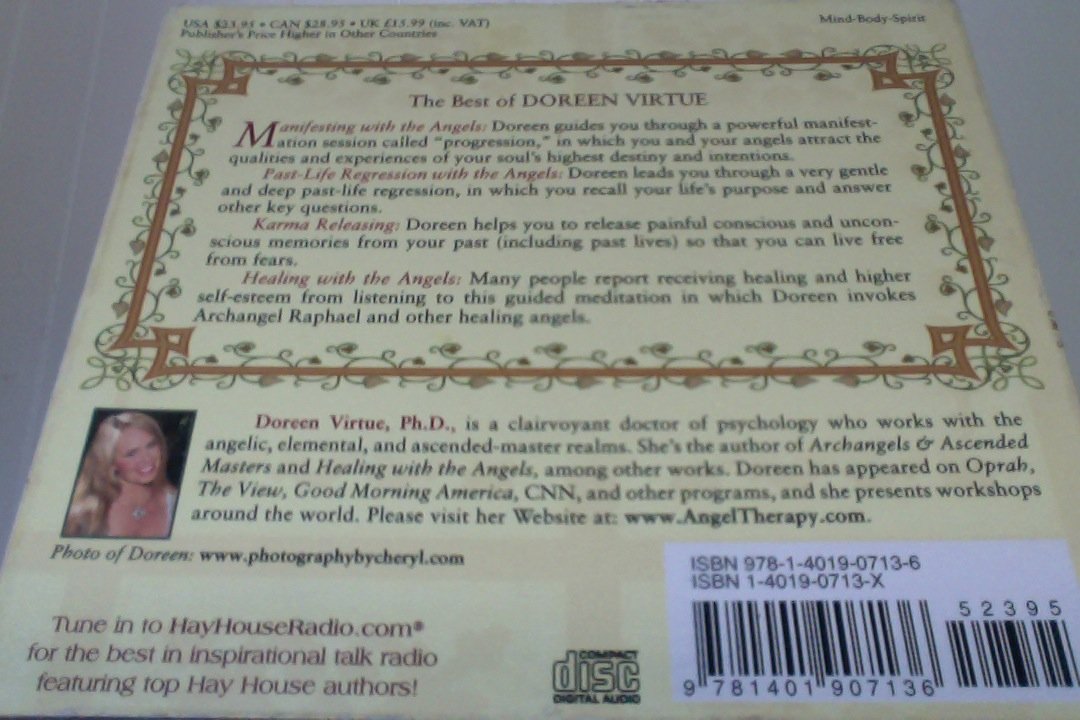 USA $23.95 • CAN $28.95 • UK £15.99 (inc. VAT)
Publisher's Price Higher in Other Countries
Mind-Body-Spirit
The Best of DOREEN VIRTUE
Manifesting with the Angels: Doreen guides you through a powerful manifest-
ation session called "progression," in which you and your angels attract the
qualities and experiences of your soul's highest destiny and intentions.
Past-Life Regression with the Angels: Doreen leads you through a very gentle
and deep past-life regression, in which you recall your life's purpose and answer
other key questions.
Karma Releasing: Doreen helps you to release painful conscious and uncon-
scious memories from your past (including past lives) so that you can live free
from fears.
Healing with the Angels: Many people report receiving healing and higher
self-esteem from listening to this guided meditation in which Doreen invokes
Archangel Raphael and other healing angels.
Doreen Virtue, Ph.D., is a clairvoyant doctor of psychology who works with the
angelic, elemental, and ascended-master realms. She's the author of Archangels & Ascended
Masters and Healing with the Angels, among other works. Doreen has appeared on Oprah,
The View, Good Morning America, CNN, and other programs, and she presents workshops
around the world. Please visit her Website at: www.AngelTherapy.com.
Photo of Doreen: www.photographybycheryl.com
Tune in to HayHouseRadio.com®
for the best in inspirational talk radio
featuring top Hay House authors!
COMPACT
disc
DIGITAL AUDIO
ISBN 978-1-4019-0713-6
ISBN 1-4019-0713-X
52395
9 781401 907136